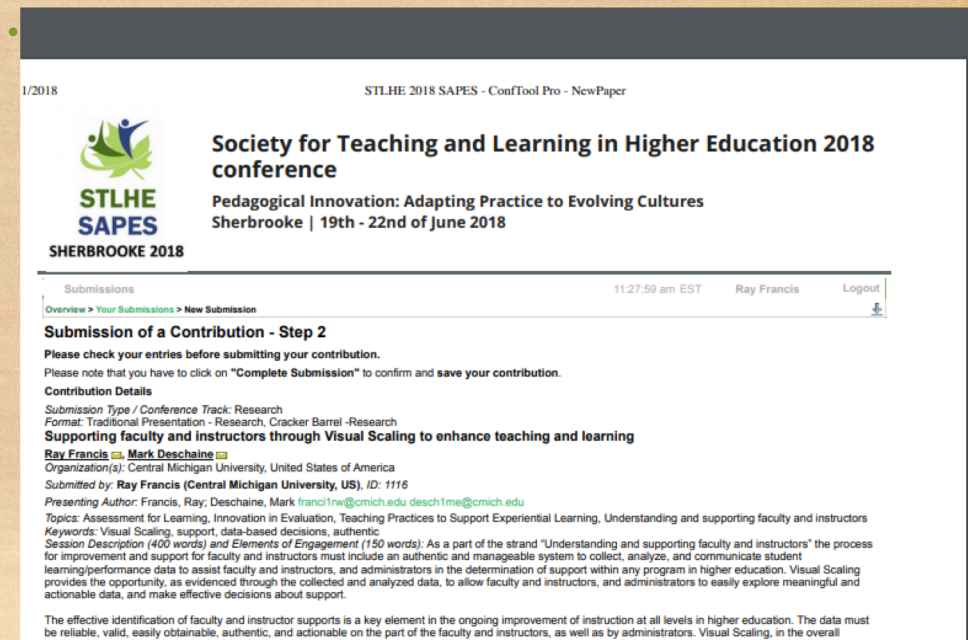 1/2018
STLHE 2018 SAPES - ConfTool Pro - NewPaper
STLHE
SAPES
SHERBROOKE 2018
Society for Teaching and Learning in Higher Education 2018
conference
Pedagogical Innovation: Adapting Practice to Evolving Cultures
Sherbrooke | 19th - 22nd of June 2018
Submissions
11:27:59 am EST
Ray Francis
Logout
Overview > Your Submissions > New Submission
Submission of a Contribution - Step 2
Please check your entries before submitting your contribution.
Please note that you have to click on "Complete Submission" to confirm and save your contribution.
Contribution Details
Submission Type / Conference Track: Research
Format: Traditional Presentation - Research, Cracker Barrel -Research
Supporting faculty and instructors through Visual Scaling to enhance teaching and learning
Ray Francis, Mark Deschaine
Organization(s): Central Michigan University, United States of America
Submitted by: Ray Francis (Central Michigan University, US), ID: 1116
Presenting Author: Francis, Ray; Deschaine, Mark franci1rw@cmich.edu desch1me@cmich.edu
Topics: Assessment for Learning, Innovation in Evaluation, Teaching Practices to Support Experiential Learning, Understanding and supporting faculty and instructors
Keywords: Visual Scaling, support, data-based decisions, authentic
Session Description (400 words) and Elements of Engagement (150 words): As a part of the strand "Understanding and supporting faculty and instructors" the process
for improvement and support for faculty and instructors must include an authentic and manageable system to collect, analyze, and communicate student
learning/performance data to assist faculty and instructors, and administrators in the determination of support within any program in higher education. Visual Scaling
provides the opportunity, as evidenced through the collected and analyzed data, to allow faculty and instructors, and administrators to easily explore meaningful and
actionable data, and make effective decisions about support.
The effective identification of faculty and instructor supports is a key element in the ongoing improvement of instruction at all levels in higher education. The data must
be reliable, valid, easily obtainable, authentic, and actionable on the part of the faculty and instructors, as well as by administrators. Visual Scaling, in the overall